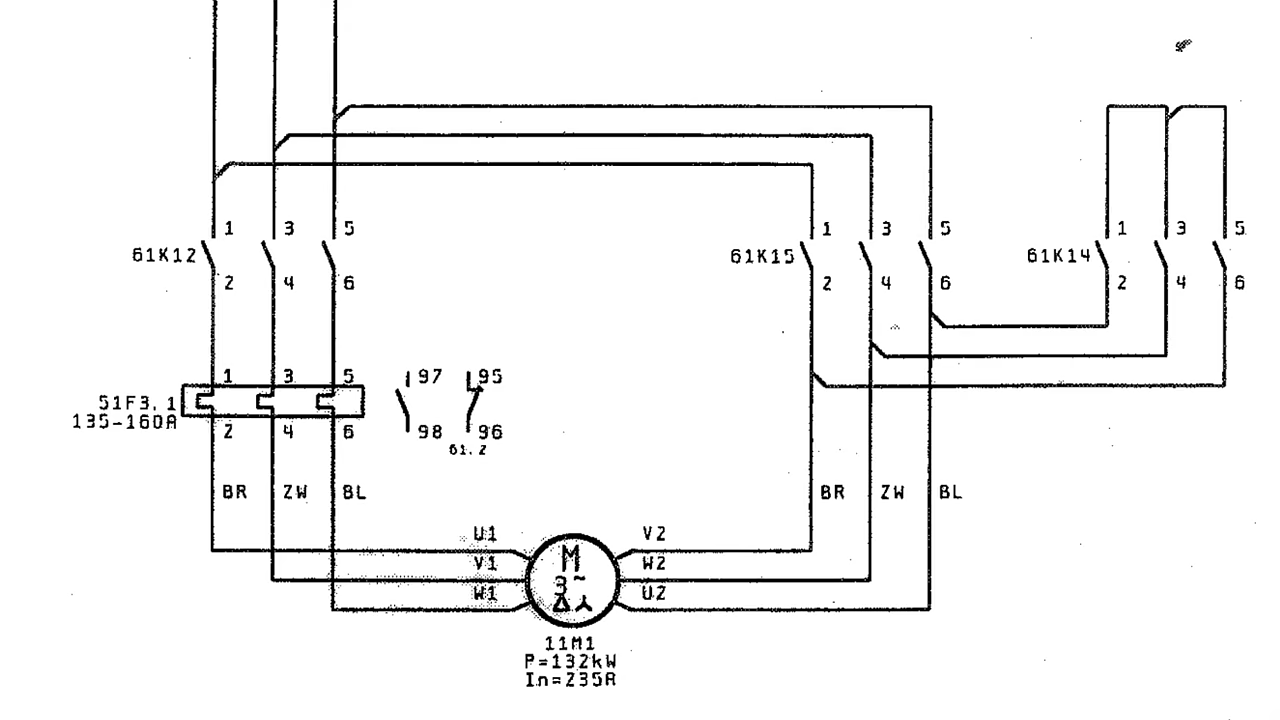 1 3 5 1 3 5 1 3 5
61K12 61K15 61K14
2 4 6 2 4 6 2 4 6
1 3 5 97 95
51F3.1
135-160A
2 4 6 98 96
61.2
BR ZW BL BR ZW BL
U1 V2
V1 W2
W1 U2
M
3~
Δ
11M1
P=132kW
In=235A